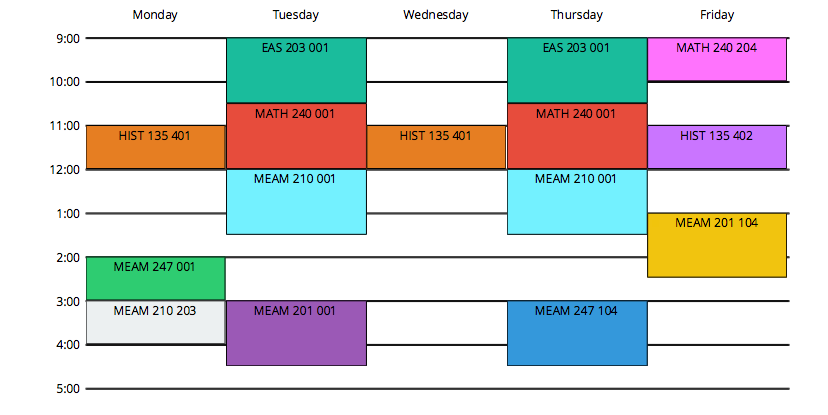 Monday Tuesday Wednesday Thursday Friday
9:00 EAS 203 001 EAS 203 001 MATH 240 204
10:00
MATH 240 001 MATH 240 001
11:00
HIST 135 401 HIST 135 401 HIST 135 402
12:00
MEAM 210 001 MEAM 210 001
1:00
MEAM 201 104
2:00
MEAM 247 001
3:00
MEAM 210 203 MEAM 201 001 MEAM 247 104
4:00
5:00